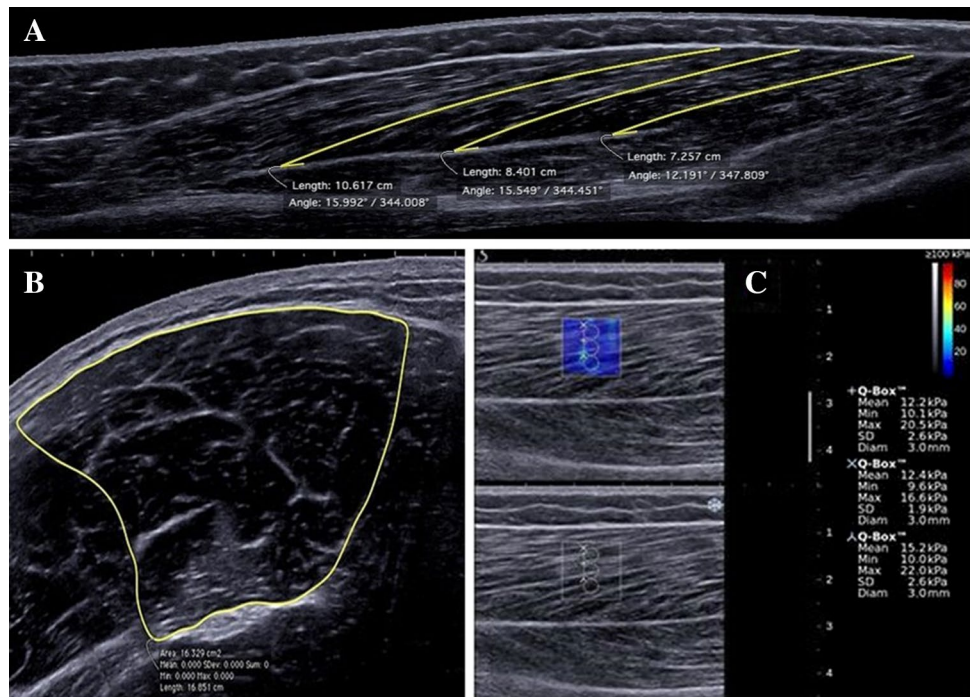 A
Length: 10.617 cm
Angle: 15.992° / 344.008°
Length: 8.401 cm
Angle: 15.549° / 344.451°
Length: 7.257 cm
Angle: 12.191° / 347.809°
B
Area: 16.329 cm2
Mean: 0.000 SDev: 0.000 Sum: 0
Min: 0.000 Max: 0.000
Length: 16.851 cm
C
≥100 kPa
80
60
40
20
1
2
3
4
1
2
3
4
+Q-Box™
Mean 12.2kPa
Min 10.1kPa
Max 20.5kPa
SD 2.6kPa
Diam 3.0mm
×Q-Box™
Mean 12.4kPa
Min 9.6kPa
Max 16.6kPa
SD 1.9kPa
Diam 3.0mm
Q-Box™
Mean 15.2kPa
Min 10.0kPa
Max 22.0kPa
SD 2.6kPa
Diam 3.0mm